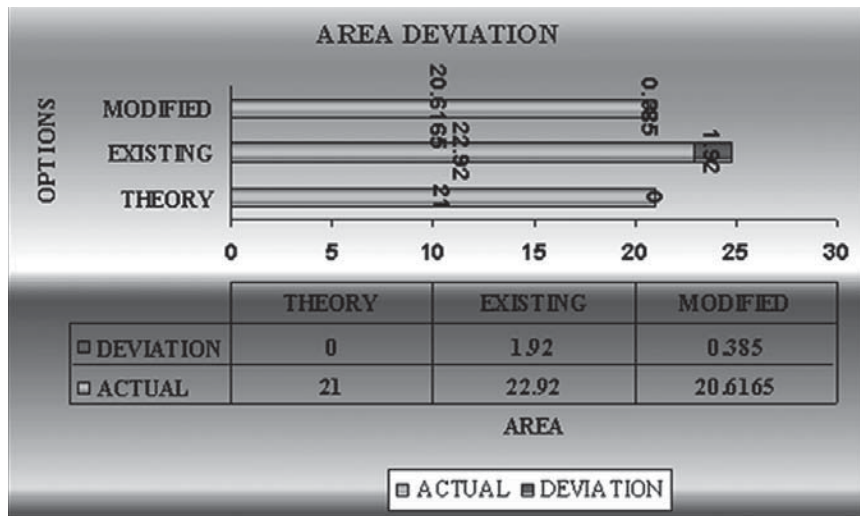 AREA DEVIATION
OPTIONS
MODIFIED 20.6165 0.385
EXISTING 22.92 1.92
THEORY 21 0
0 5 10 15 20 25 30
THEORY EXISTING MODIFIED
DEVIATION 0 1.92 0.385
ACTUAL 21 22.92 20.6165
AREA
ACTUAL DEVIATION